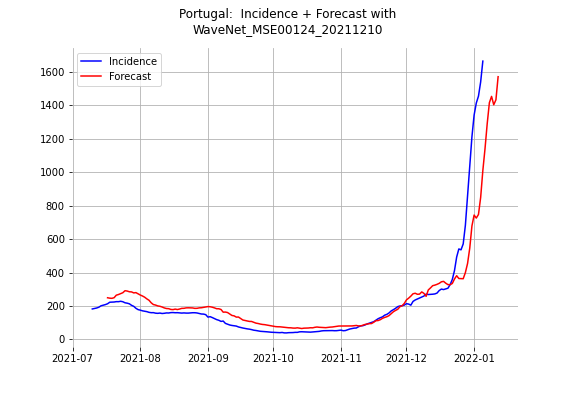 Portugal:  Incidence + Forecast with
WaveNet_MSE00124_20211210
Incidence
Forecast
1600
1400
1200
1000
800
600
400
200
0
2021-07 2021-08 2021-09 2021-10 2021-11 2021-12 2022-01